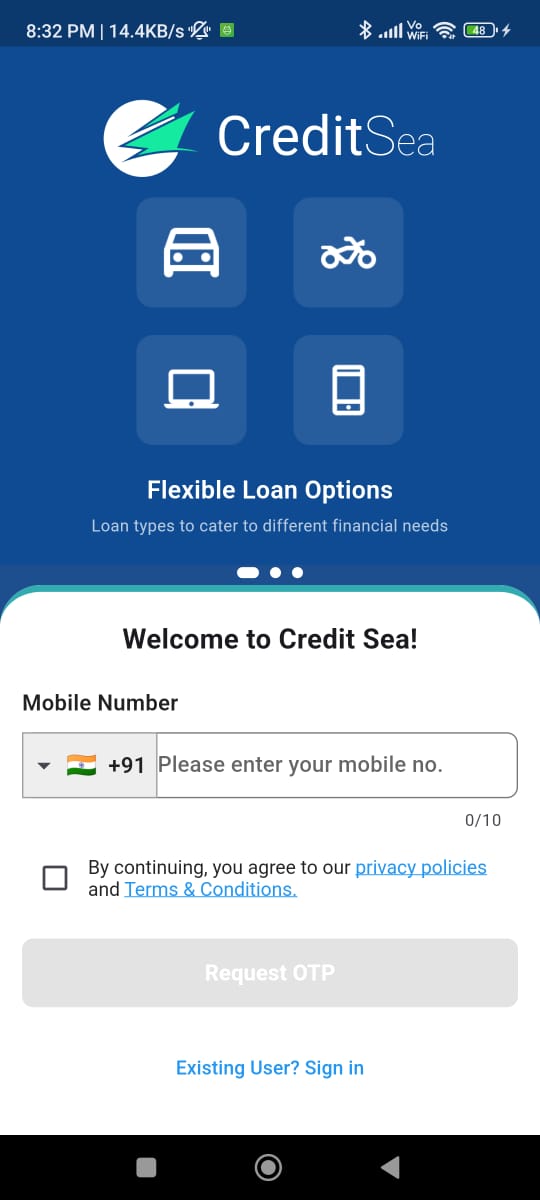 8:32 PM | 14.4KB/s
Vo
WiFi
48
CreditSea
Flexible Loan Options
Loan types to cater to different financial needs
Welcome to Credit Sea!
Mobile Number
+91 Please enter your mobile no.
0/10
By continuing, you agree to our privacy policies
and Terms & Conditions.
Request OTP
Existing User? Sign in